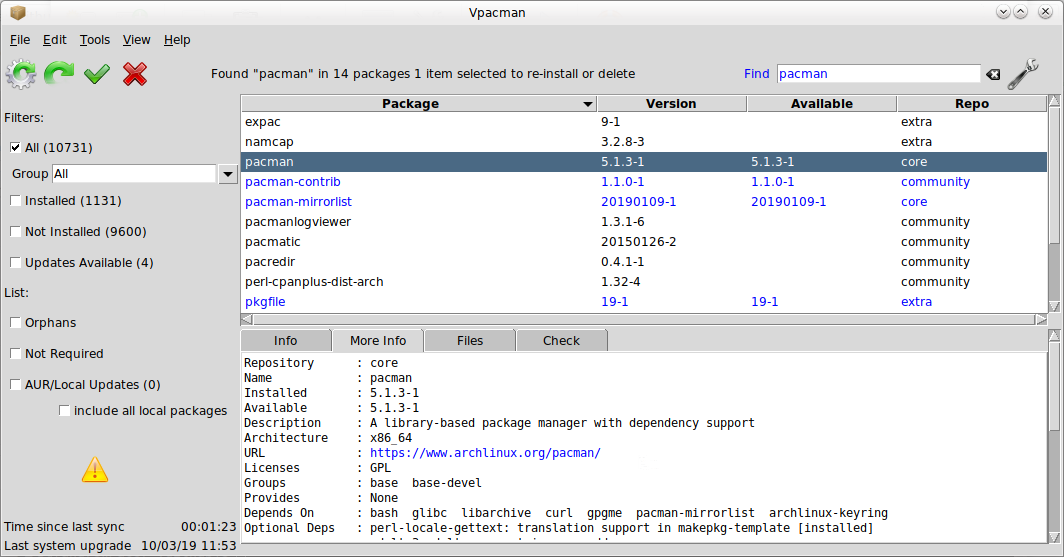 Vpacman
File Edit Tools View Help
Found "pacman" in 14 packages 1 item selected to re-install or delete
Find pacman
Filters:
All (10731)
Group All
Installed (1131)
Not Installed (9600)
Updates Available (4)
List:
Orphans
Not Required
AUR/Local Updates (0)
include all local packages
Time since last sync 00:01:23
Last system upgrade 10/03/19 11:53
Package Version Available Repo
expac 9-1 extra
namcap 3.2.8-3 extra
pacman 5.1.3-1 5.1.3-1 core
pacman-contrib 1.1.0-1 1.1.0-1 community
pacman-mirrorlist 20190109-1 20190109-1 core
pacmanlogviewer 1.3.1-6 community
pacmatic 20150126-2 community
pacredir 0.4.1-1 community
perl-cpanplus-dist-arch 1.32-4 community
pkgfile 19-1 19-1 extra
Info More Info Files Check
Repository : core
Name : pacman
Installed : 5.1.3-1
Available : 5.1.3-1
Description : A library-based package manager with dependency support
Architecture : x86_64
URL : https://www.archlinux.org/pacman/
Licenses : GPL
Groups : base base-devel
Provides : None
Depends On : bash glibc libarchive curl gpgme pacman-mirrorlist archlinux-keyring
Optional Deps : perl-locale-gettext: translation support in makepkg-template [installed]